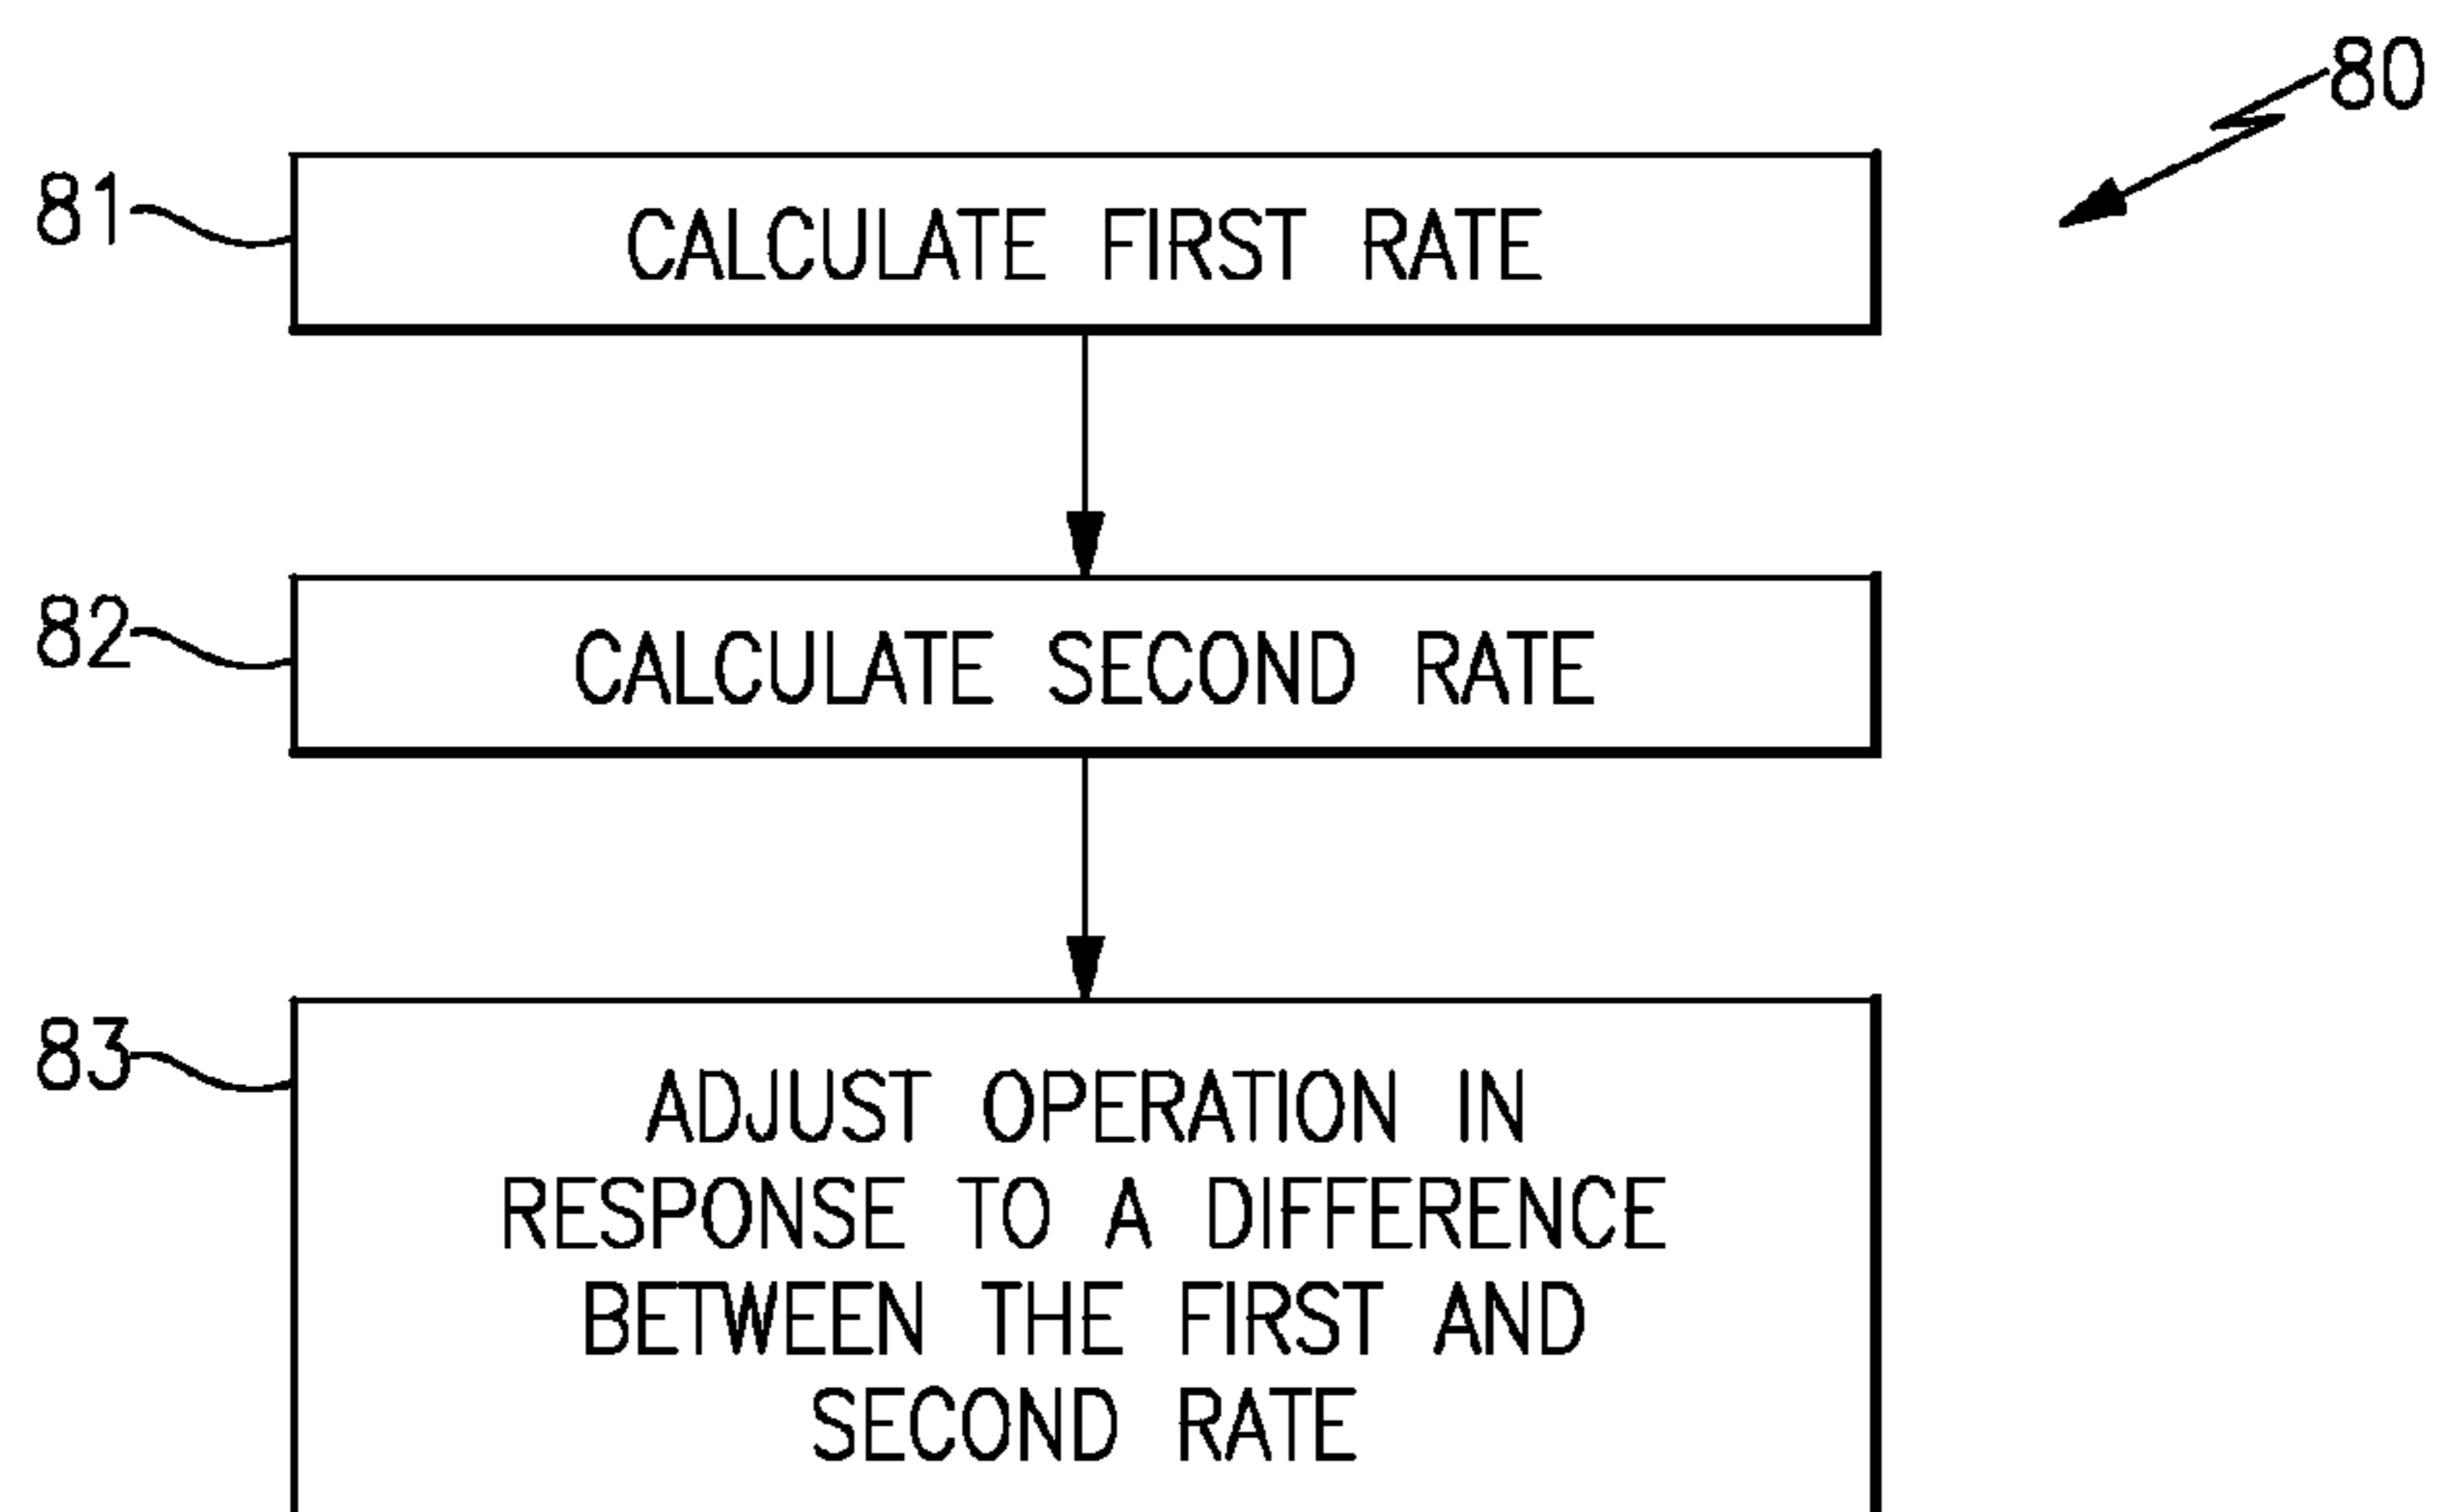 80
81
CALCULATE FIRST RATE
82
CALCULATE SECOND RATE
83
ADJUST OPERATION IN
RESPONSE TO A DIFFERENCE
BETWEEN THE FIRST AND
SECOND RATE